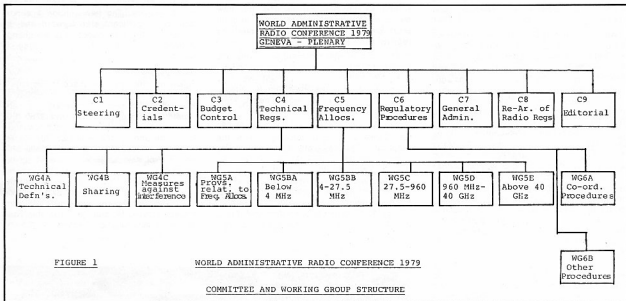 WORLD ADMINISTRATIVE
RADIO CONFERENCE 1979
GENEVA - PLENARY
C1
Steering
C2
Credent-
ials
C3
Budget
Control
C4
Technical
Regs.
C5
Frequency
Allocs.
C6
Regulatory
Procedures
C7
General
Admin.
C8
Re-Ar. of
Radio Regs
C9
Editorial
WG4A
Technical
Defn's.
WG4B
Sharing
WG4C
Measures
against
Interference
WG5A
Provs.
relat. to
Freq. Allocs.
WG5BA
Below
4 MHz
WG5BB
4-27.5
MHz
WG5C
27.5-960
MHz
WG5D
960 MHz-
40 GHz
WG5E
Above 40
GHz
WG6A
Co-ord.
Procedures
WG6B
Other
Procedures
FIGURE 1
WORLD ADMINISTRATIVE RADIO CONFERENCE 1979
COMMITTEE AND WORKING GROUP STRUCTURE